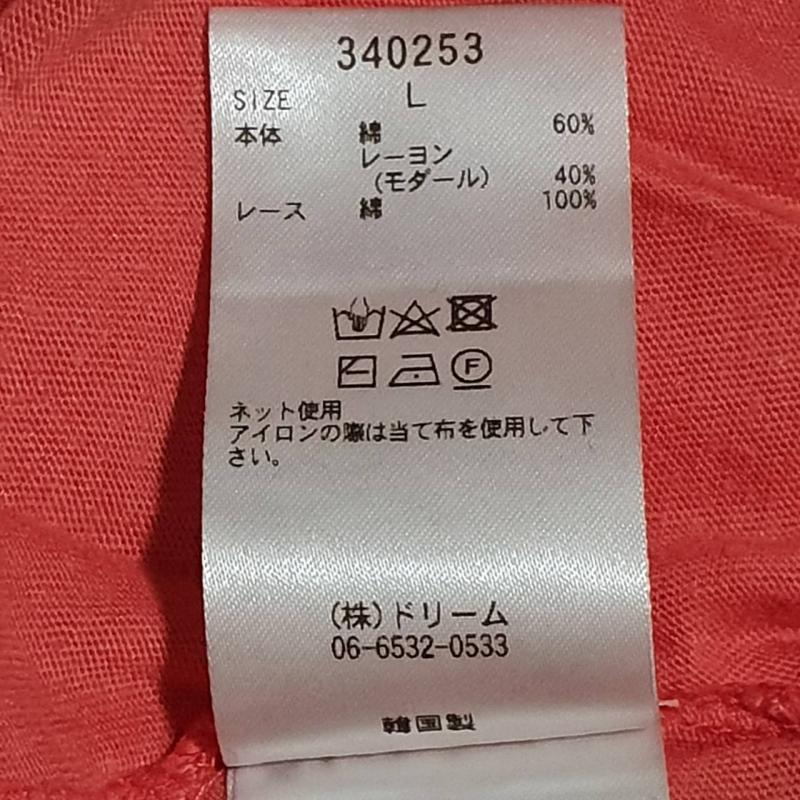 340253
SIZE L
本体 綿 60%
レーヨン
(モダール) 40%
レース 綿 100%
F
ネット使用
アイロンの際は当て布を使用して下
さい。
(株)ドリーム
06-6532-0533
韓国製